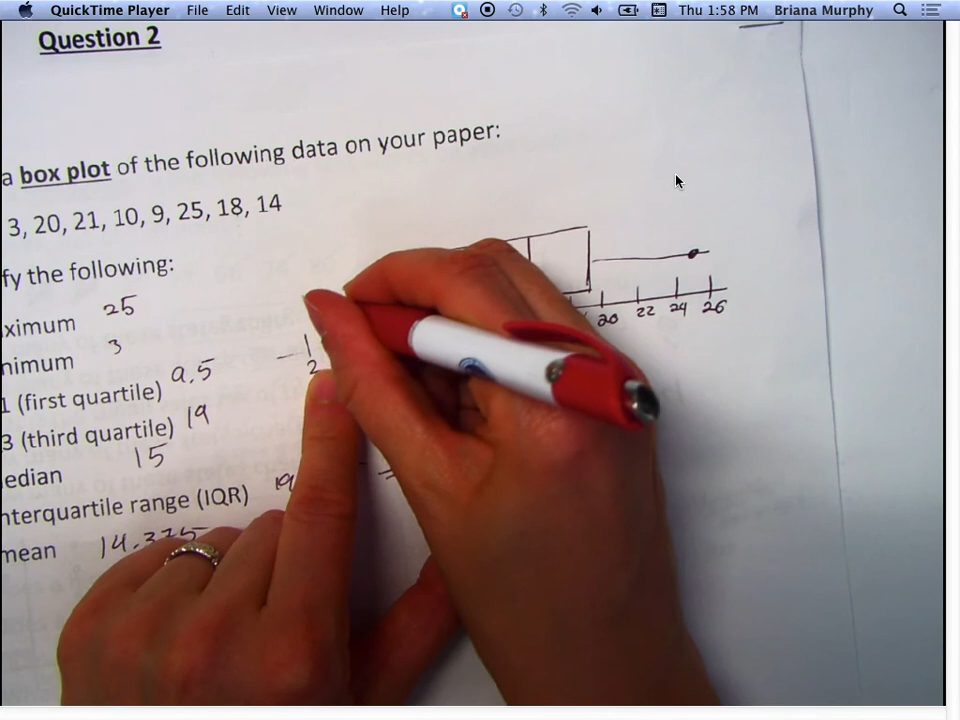 QuickTime Player File Edit View Window Help Thu 1:58 PM Briana Murphy
Question 2
a box plot of the following data on your paper:
3, 20, 21, 10, 9, 25, 18, 14
fy the following:
ximum 25
nimum 3
1 (first quartile) 9.5
3 (third quartile) 19
edian 15
nterquartile range (IQR) 19
mean 14.375
20 22 24 26
2